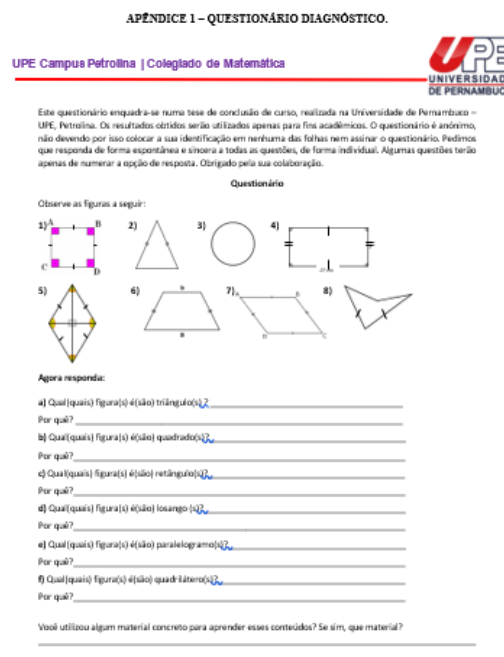 APÊNDICE 1 – QUESTIONÁRIO DIAGNÓSTICO.
UPE Campus Petrolina | Colegiado de Matemática
UPE
UNIVERSIDAD
DE PERNAMBUC
Este questionário enquadra-se numa tese de conclusão de curso, realizada na Universidade de Pernambuco –
UPE, Petrolina. Os resultados obtidos serão utilizados apenas para fins acadêmicos. O questionário é anônimo,
não devendo por isso colocar a sua identificação em nenhuma das folhas nem assinar o questionário. Pedimos
que responda de forma espontânea e sincera a todas as questões, de forma individual. Algumas questões terão
apenas de numerar a opção de resposta. Obrigado pela sua colaboração.
Questionário
Observe as figuras a seguir:
1) A B 2) 3) 4)
C D
5) 6) b 7) A B 8)
B D C
Agora responda:
a) Qual(quais) figura(s) é(são) triângulo(s) ?
Por quê?
b) Qual(quais) figura(s) é(são) quadrado(s)?
Por quê?
c) Qual(quais) figura(s) é(são) retângulo(s)?
Por quê?
d) Qual(quais) figura(s) é(são) losango (s)?
Por quê?
e) Qual(quais) figura(s) é(são) paralelogramo(s)?
Por quê?
f) Qual(quais) figura(s) é(são) quadrilátero(s)?
Por quê?
Você utilizou algum material concreto para aprender esses conteúdos? Se sim, que material?